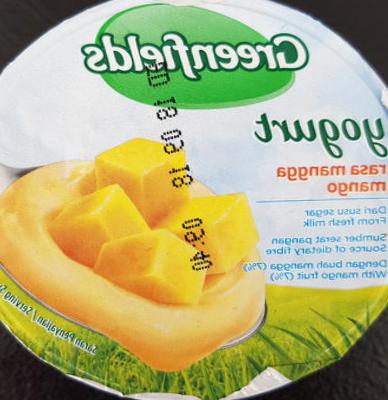 Greenfields
yogurt
rasa mangga
mango
Dari susu segar
From fresh milk
Sumber serat pangan
Source of dietary fibre
Dengan buah mangga (7%)
With mango fruit (7%)
Saran Penyajian / Serving